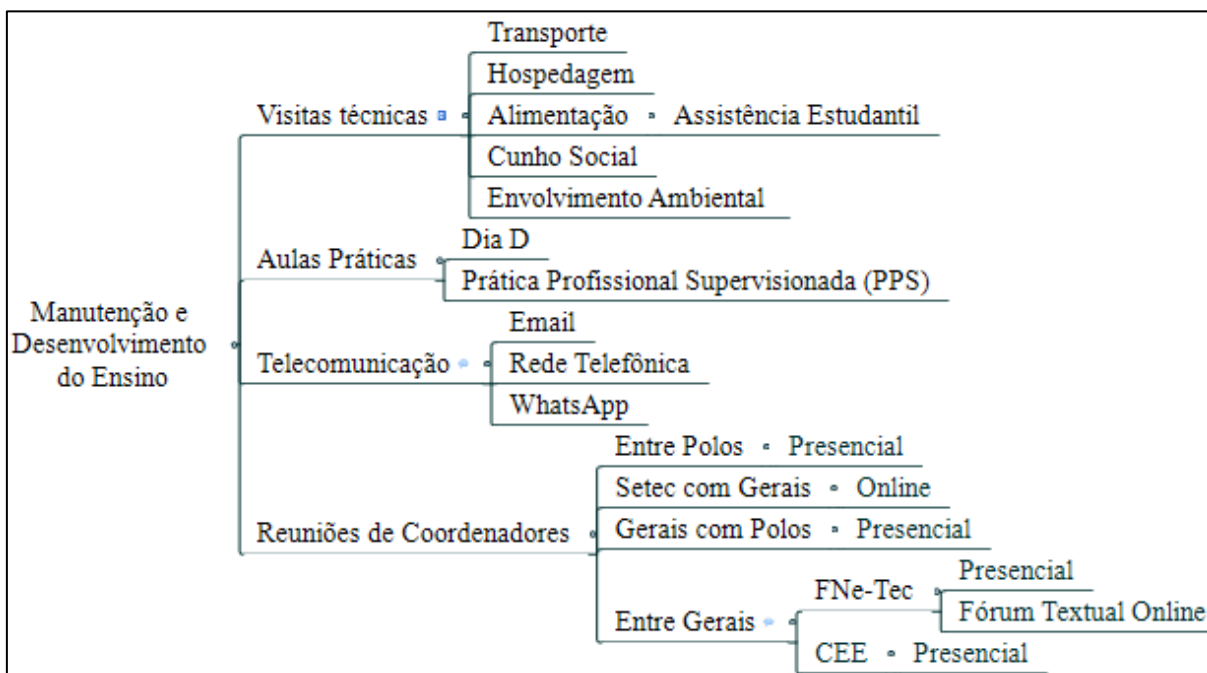 Manutenção e
Desenvolvimento
do Ensino
Visitas técnicas
Transporte
Hospedagem
Alimentação
Assistência Estudantil
Cunho Social
Envolvimento Ambiental
Aulas Práticas
Dia D
Prática Profissional Supervisionada (PPS)
Telecomunicação
Email
Rede Telefônica
WhatsApp
Reuniões de Coordenadores
Entre Polos
Presencial
Setec com Gerais
Online
Gerais com Polos
Presencial
Entre Gerais
FNe-Tec
Presencial
Fórum Textual Online
CEE
Presencial